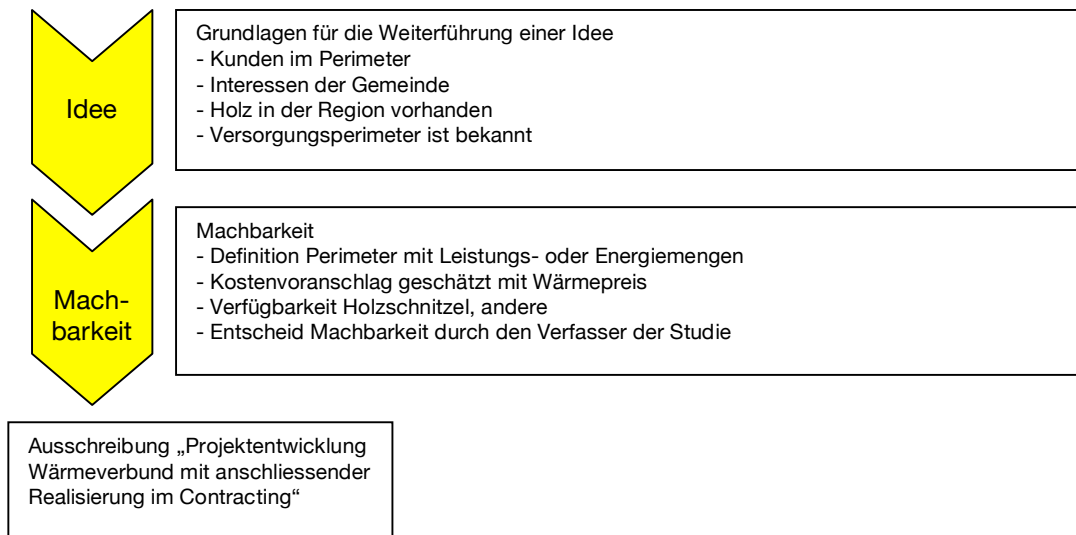 Idee
Grundlagen für die Weiterführung einer Idee
- Kunden im Perimeter
- Interessen der Gemeinde
- Holz in der Region vorhanden
- Versorgungsperimeter ist bekannt
Mach-
barkeit
Machbarkeit
- Definition Perimeter mit Leistungs- oder Energiemengen
- Kostenvoranschlag geschätzt mit Wärmepreis
- Verfügbarkeit Holzschnitzel, andere
- Entscheid Machbarkeit durch den Verfasser der Studie
Ausschreibung „Projektentwicklung
Wärmeverbund mit anschliessender
Realisierung im Contracting“